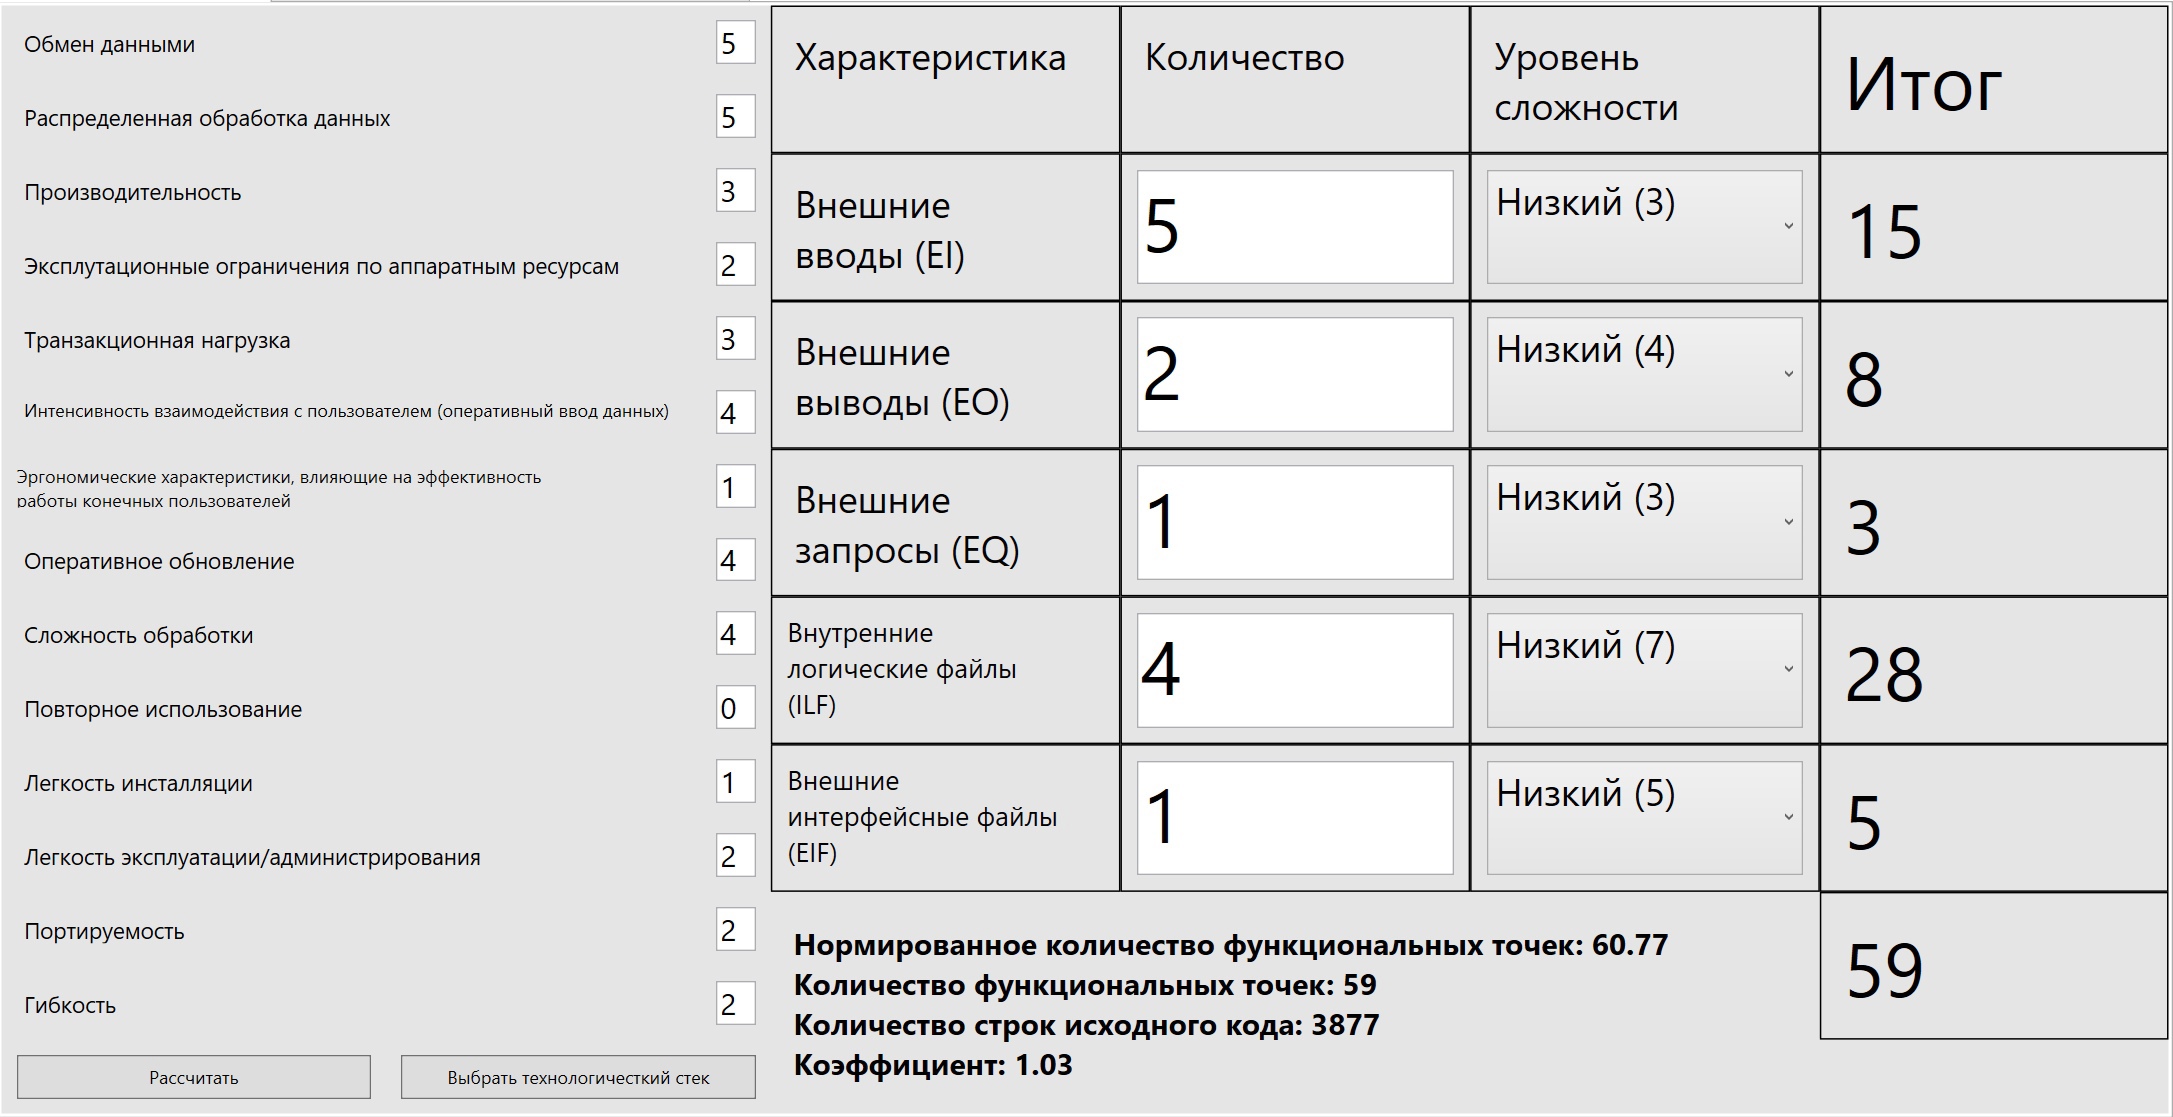 Обмен данными 5
Распределенная обработка данных 5
Производительность 3
Эксплутационные ограничения по аппаратным ресурсам 2
Транзакционная нагрузка 3
Интенсивность взаимодействия с пользователем (оперативный ввод данных) 4
Эргономические характеристики, влияющие на эффективность
работы конечных пользователей 1
Оперативное обновление 4
Сложность обработки 4
Повторное использование 0
Легкость инсталляции 1
Легкость эксплуатации/администрирования 2
Портируемость 2
Гибкость 2
Рассчитать
Выбрать технологичесткий стек
Характеристика
Количество
Уровень
сложности
Итог
Внешние
вводы (EI)
5
Низкий (3)
15
Внешние
выводы (EO)
2
Низкий (4)
8
Внешние
запросы (EQ)
1
Низкий (3)
3
Внутренние
логические файлы
(ILF)
4
Низкий (7)
28
Внешние
интерфейсные файлы
(EIF)
1
Низкий (5)
5
59
Нормированное количество функциональных точек: 60.77
Количество функциональных точек: 59
Количество строк исходного кода: 3877
Коэффициент: 1.03